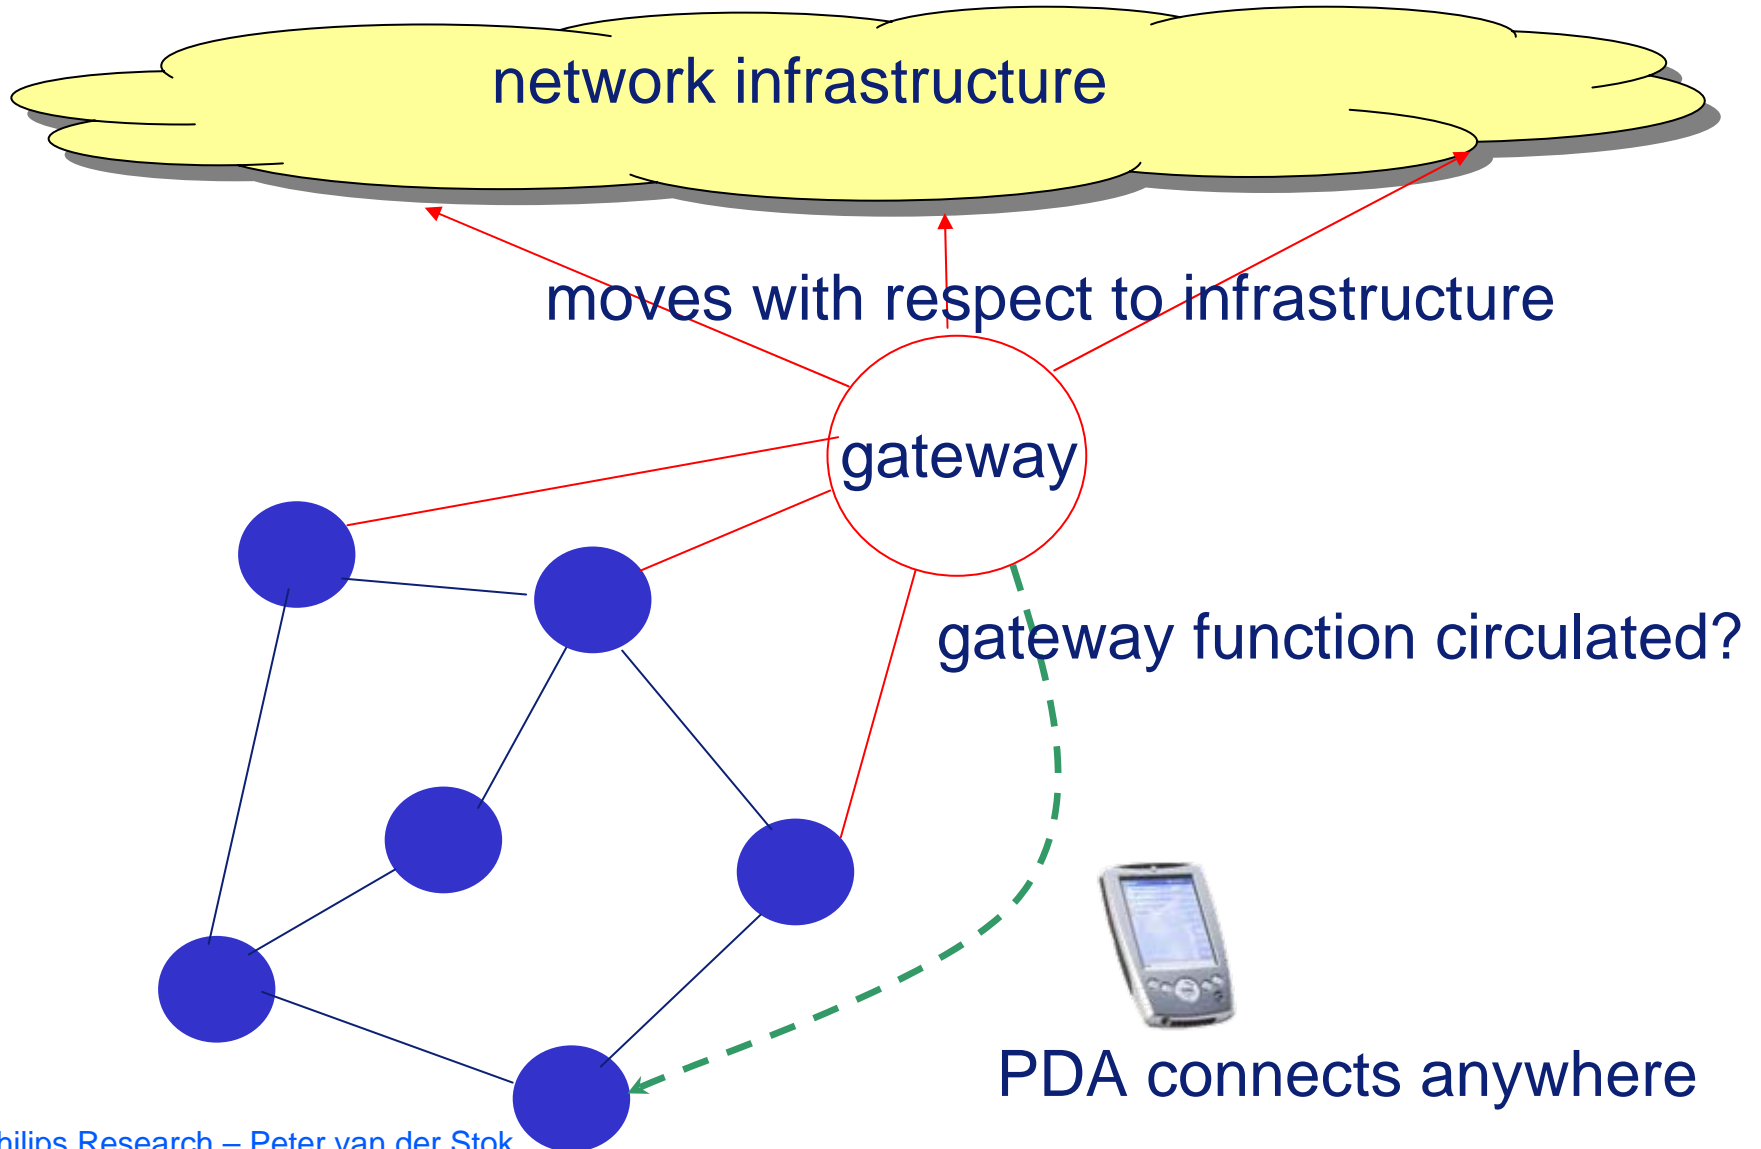 network infrastructure
moves with respect to infrastructure
gateway
gateway function circulated?
PDA connects anywhere
Research – Peter van der Stok